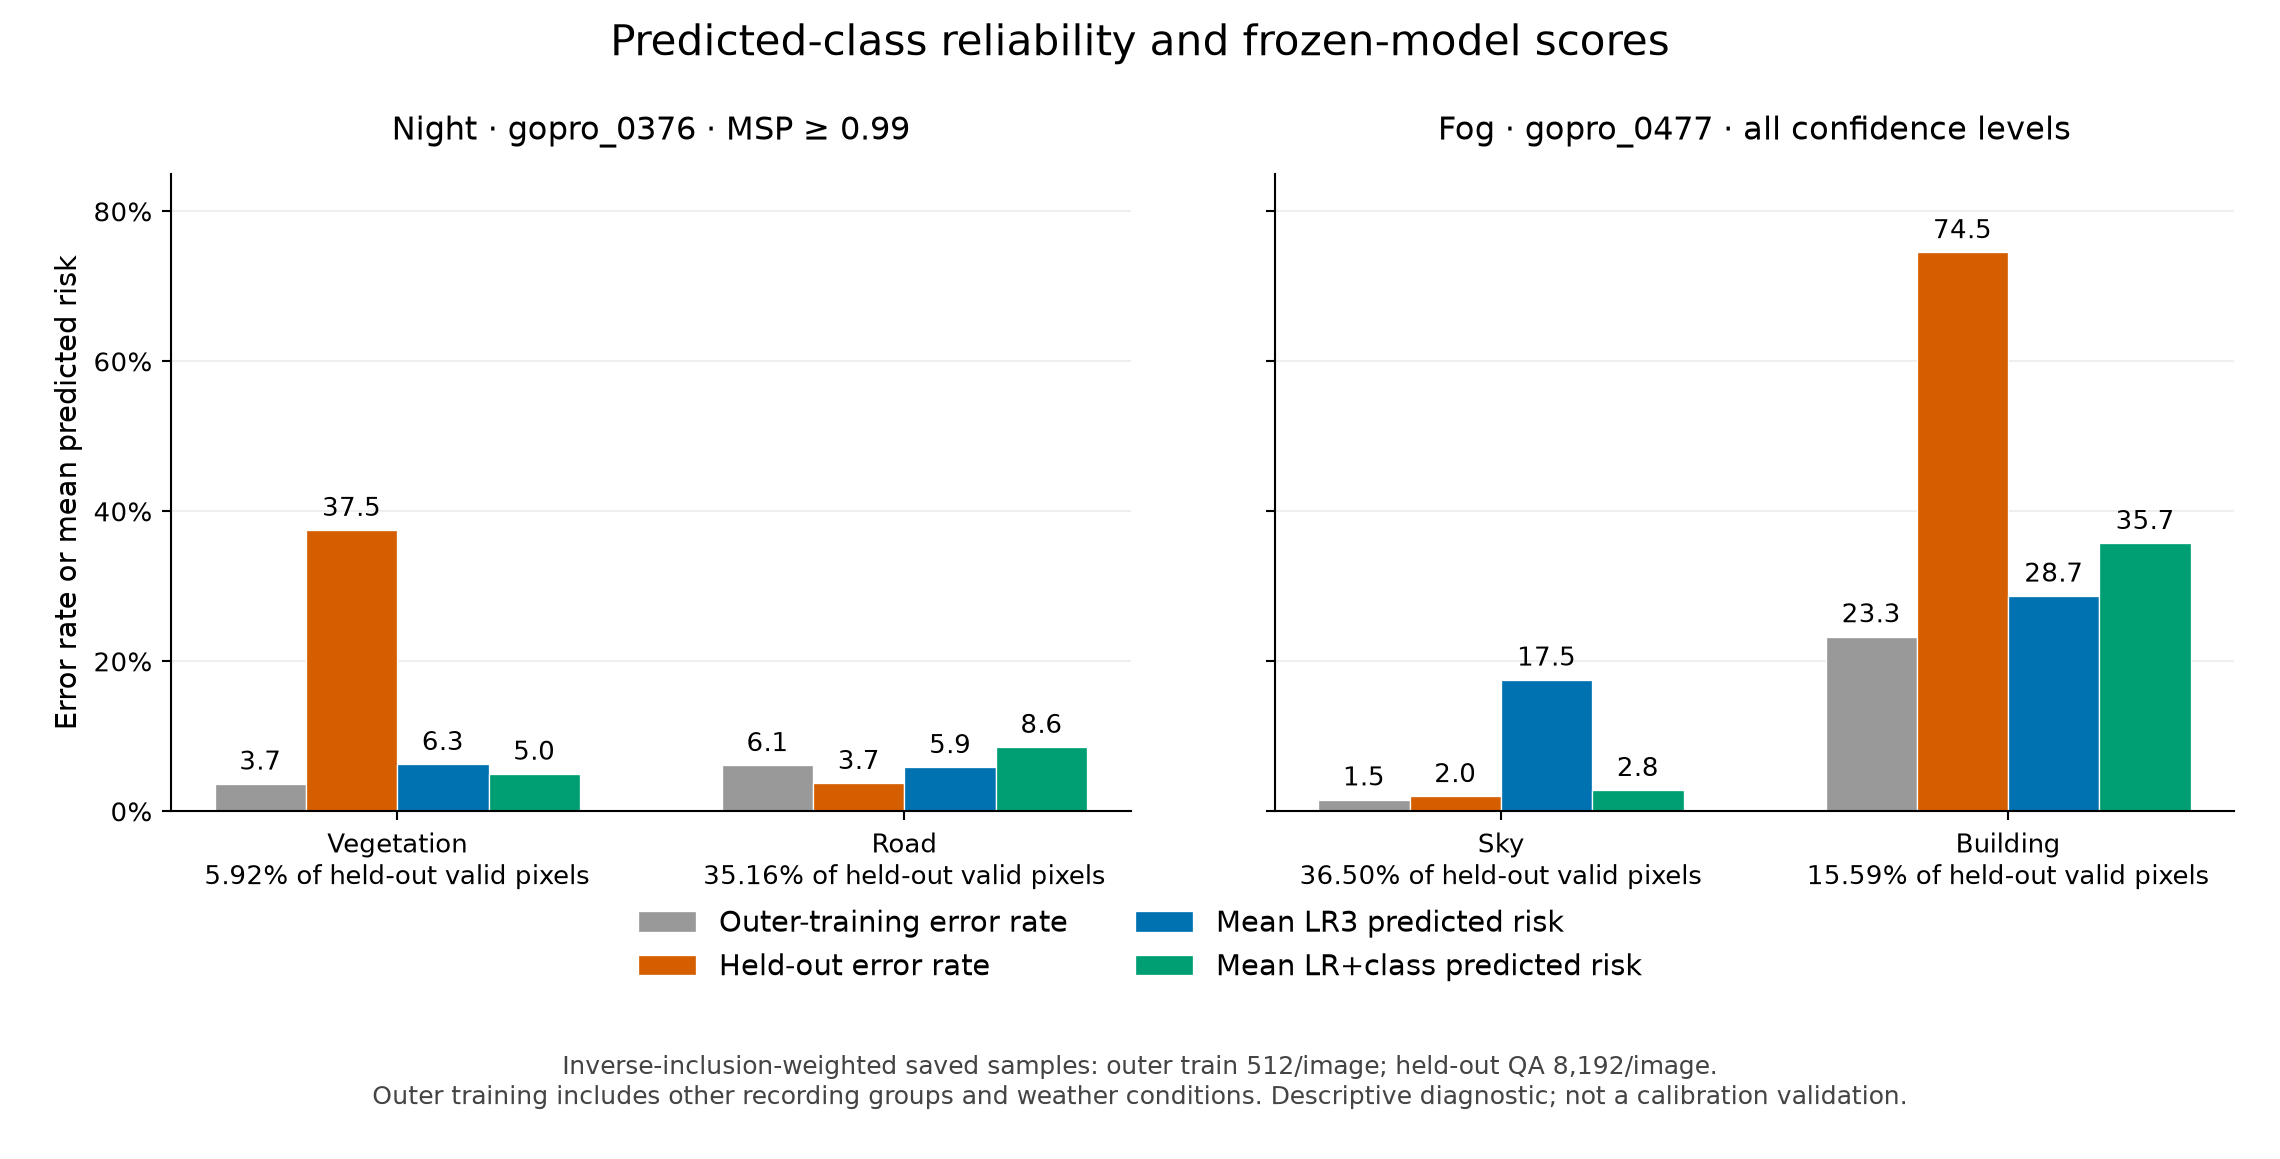 Predicted-class reliability and frozen-model scores
Night · gopro_0376 · MSP ≥ 0.99
Fog · gopro_0477 · all confidence levels
Error rate or mean predicted risk
80%
60%
40%
20%
0%
3.7
37.5
6.3
5.0
6.1
3.7
5.9
8.6
1.5
2.0
17.5
2.8
23.3
74.5
28.7
35.7
Vegetation
5.92% of held-out valid pixels
Road
35.16% of held-out valid pixels
Sky
36.50% of held-out valid pixels
Building
15.59% of held-out valid pixels
Outer-training error rate
Held-out error rate
Mean LR3 predicted risk
Mean LR+class predicted risk
Inverse-inclusion-weighted saved samples: outer train 512/image; held-out QA 8,192/image.
Outer training includes other recording groups and weather conditions. Descriptive diagnostic; not a calibration validation.